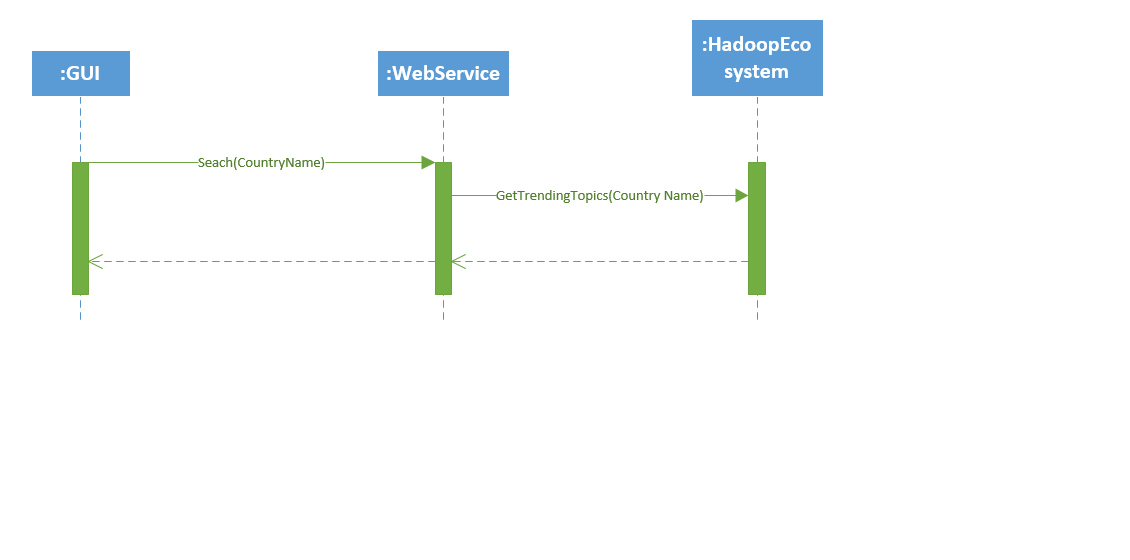 :GUI
:WebService
:HadoopEco
system
Seach(CountryName)
GetTrendingTopics(Country Name)